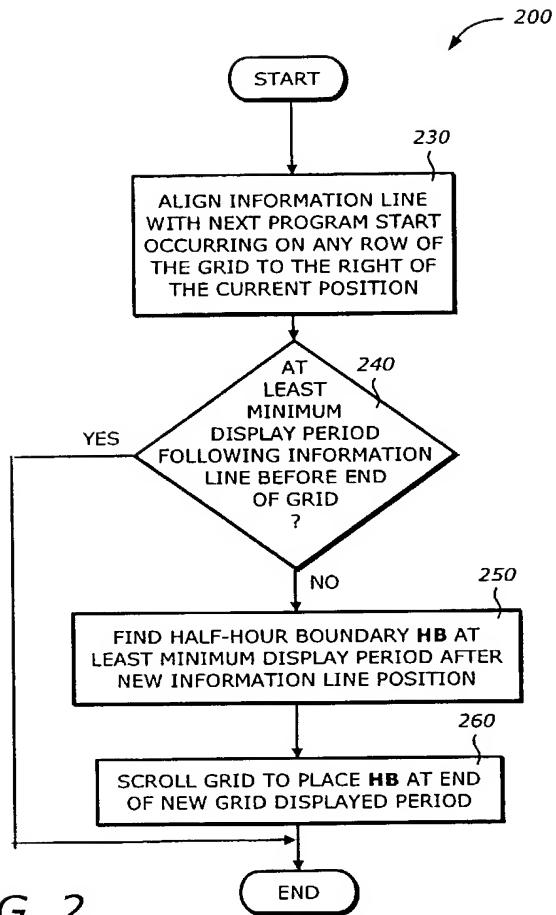 200
START
230
ALIGN INFORMATION LINE
WITH NEXT PROGRAM START
OCCURRING ON ANY ROW OF
THE GRID TO THE RIGHT OF
THE CURRENT POSITION
240
AT
LEAST
MINIMUM
DISPLAY PERIOD
FOLLOWING INFORMATION
LINE BEFORE END
OF GRID
?
YES
NO
250
FIND HALF-HOUR BOUNDARY HB AT
LEAST MINIMUM DISPLAY PERIOD AFTER
NEW INFORMATION LINE POSITION
260
SCROLL GRID TO PLACE HB AT END
OF NEW GRID DISPLAYED PERIOD
END
G. 2